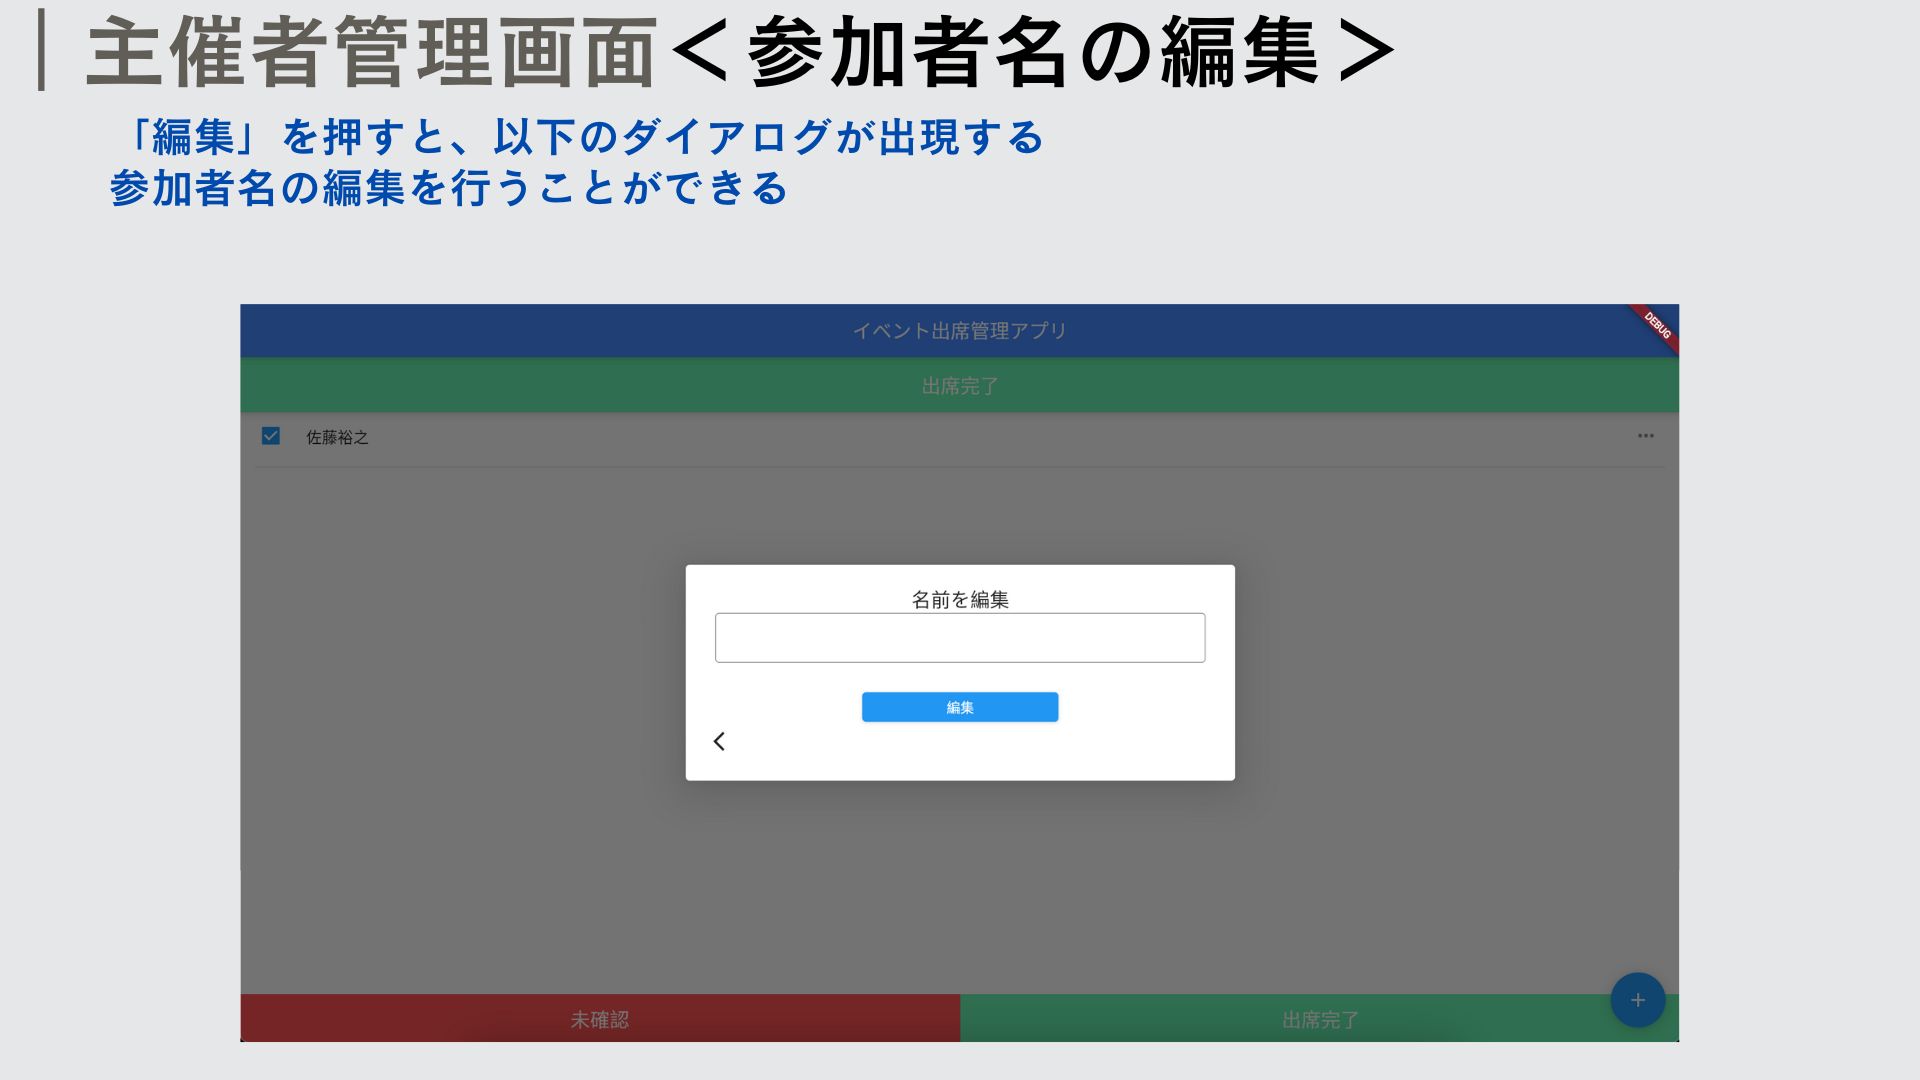 主催者管理画面＜参加者名の編集＞
「編集」を押すと、以下のダイアログが出現する
参加者名の編集を行うことができる
イベント出席管理アプリ
DEBUG
出席完了
佐藤裕之
名前を編集
編集
未確認
出席完了